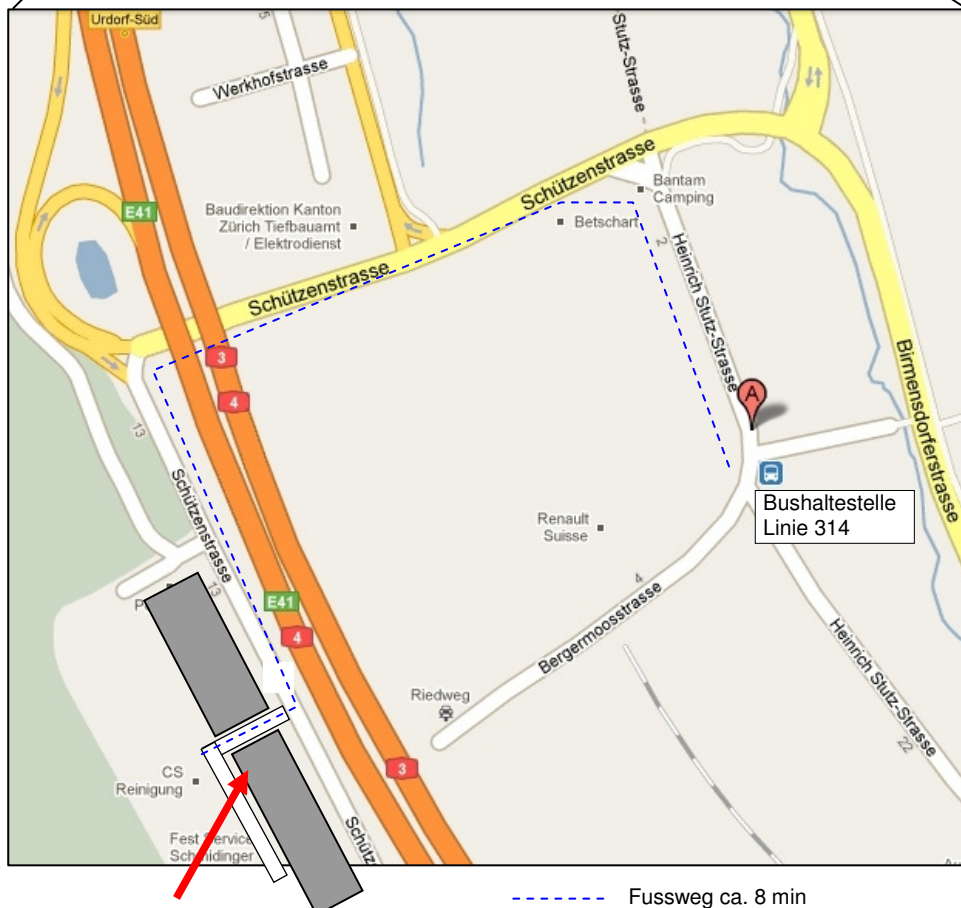 Urdorf-Süd
5
Werkhofstrasse
Stutz-Strasse
E41
Baudirektion Kanton
Zürich Tiefbauamt
/ Elektrodienst
Schützenstrasse
Bantam
Camping
Betschart
2
Heinrich Stutz-Strasse
Schützenstrasse
3
4
A
Birmensdorferstrasse
13
Schützenstrasse
Bushaltestelle
Linie 314
Renault
Suisse
13
4
E41
4
Bergermoosstrasse
Heinrich Stutz-Strasse
22
Riedweg
3
CS
Reinigung
Fest Service
Fussweg ca. 8 min